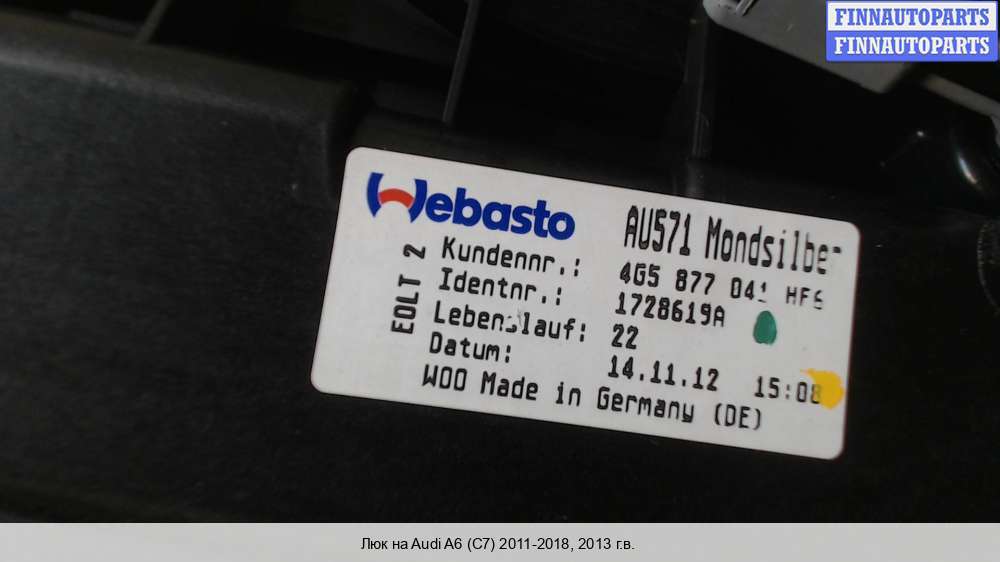 FINNAUTOPARTS
FINNAUTOPARTS
Webasto
AU571 Mondsilber
EOLT 2
Kundennr.: 4G5 877 041
Identnr.: 1728619A
Lebenslauf: 22
Datum: 14.11.12 15:08
W00 Made in Germany (DE)
Люк на Audi A6 (C7) 2011-2018, 2013 г.в.